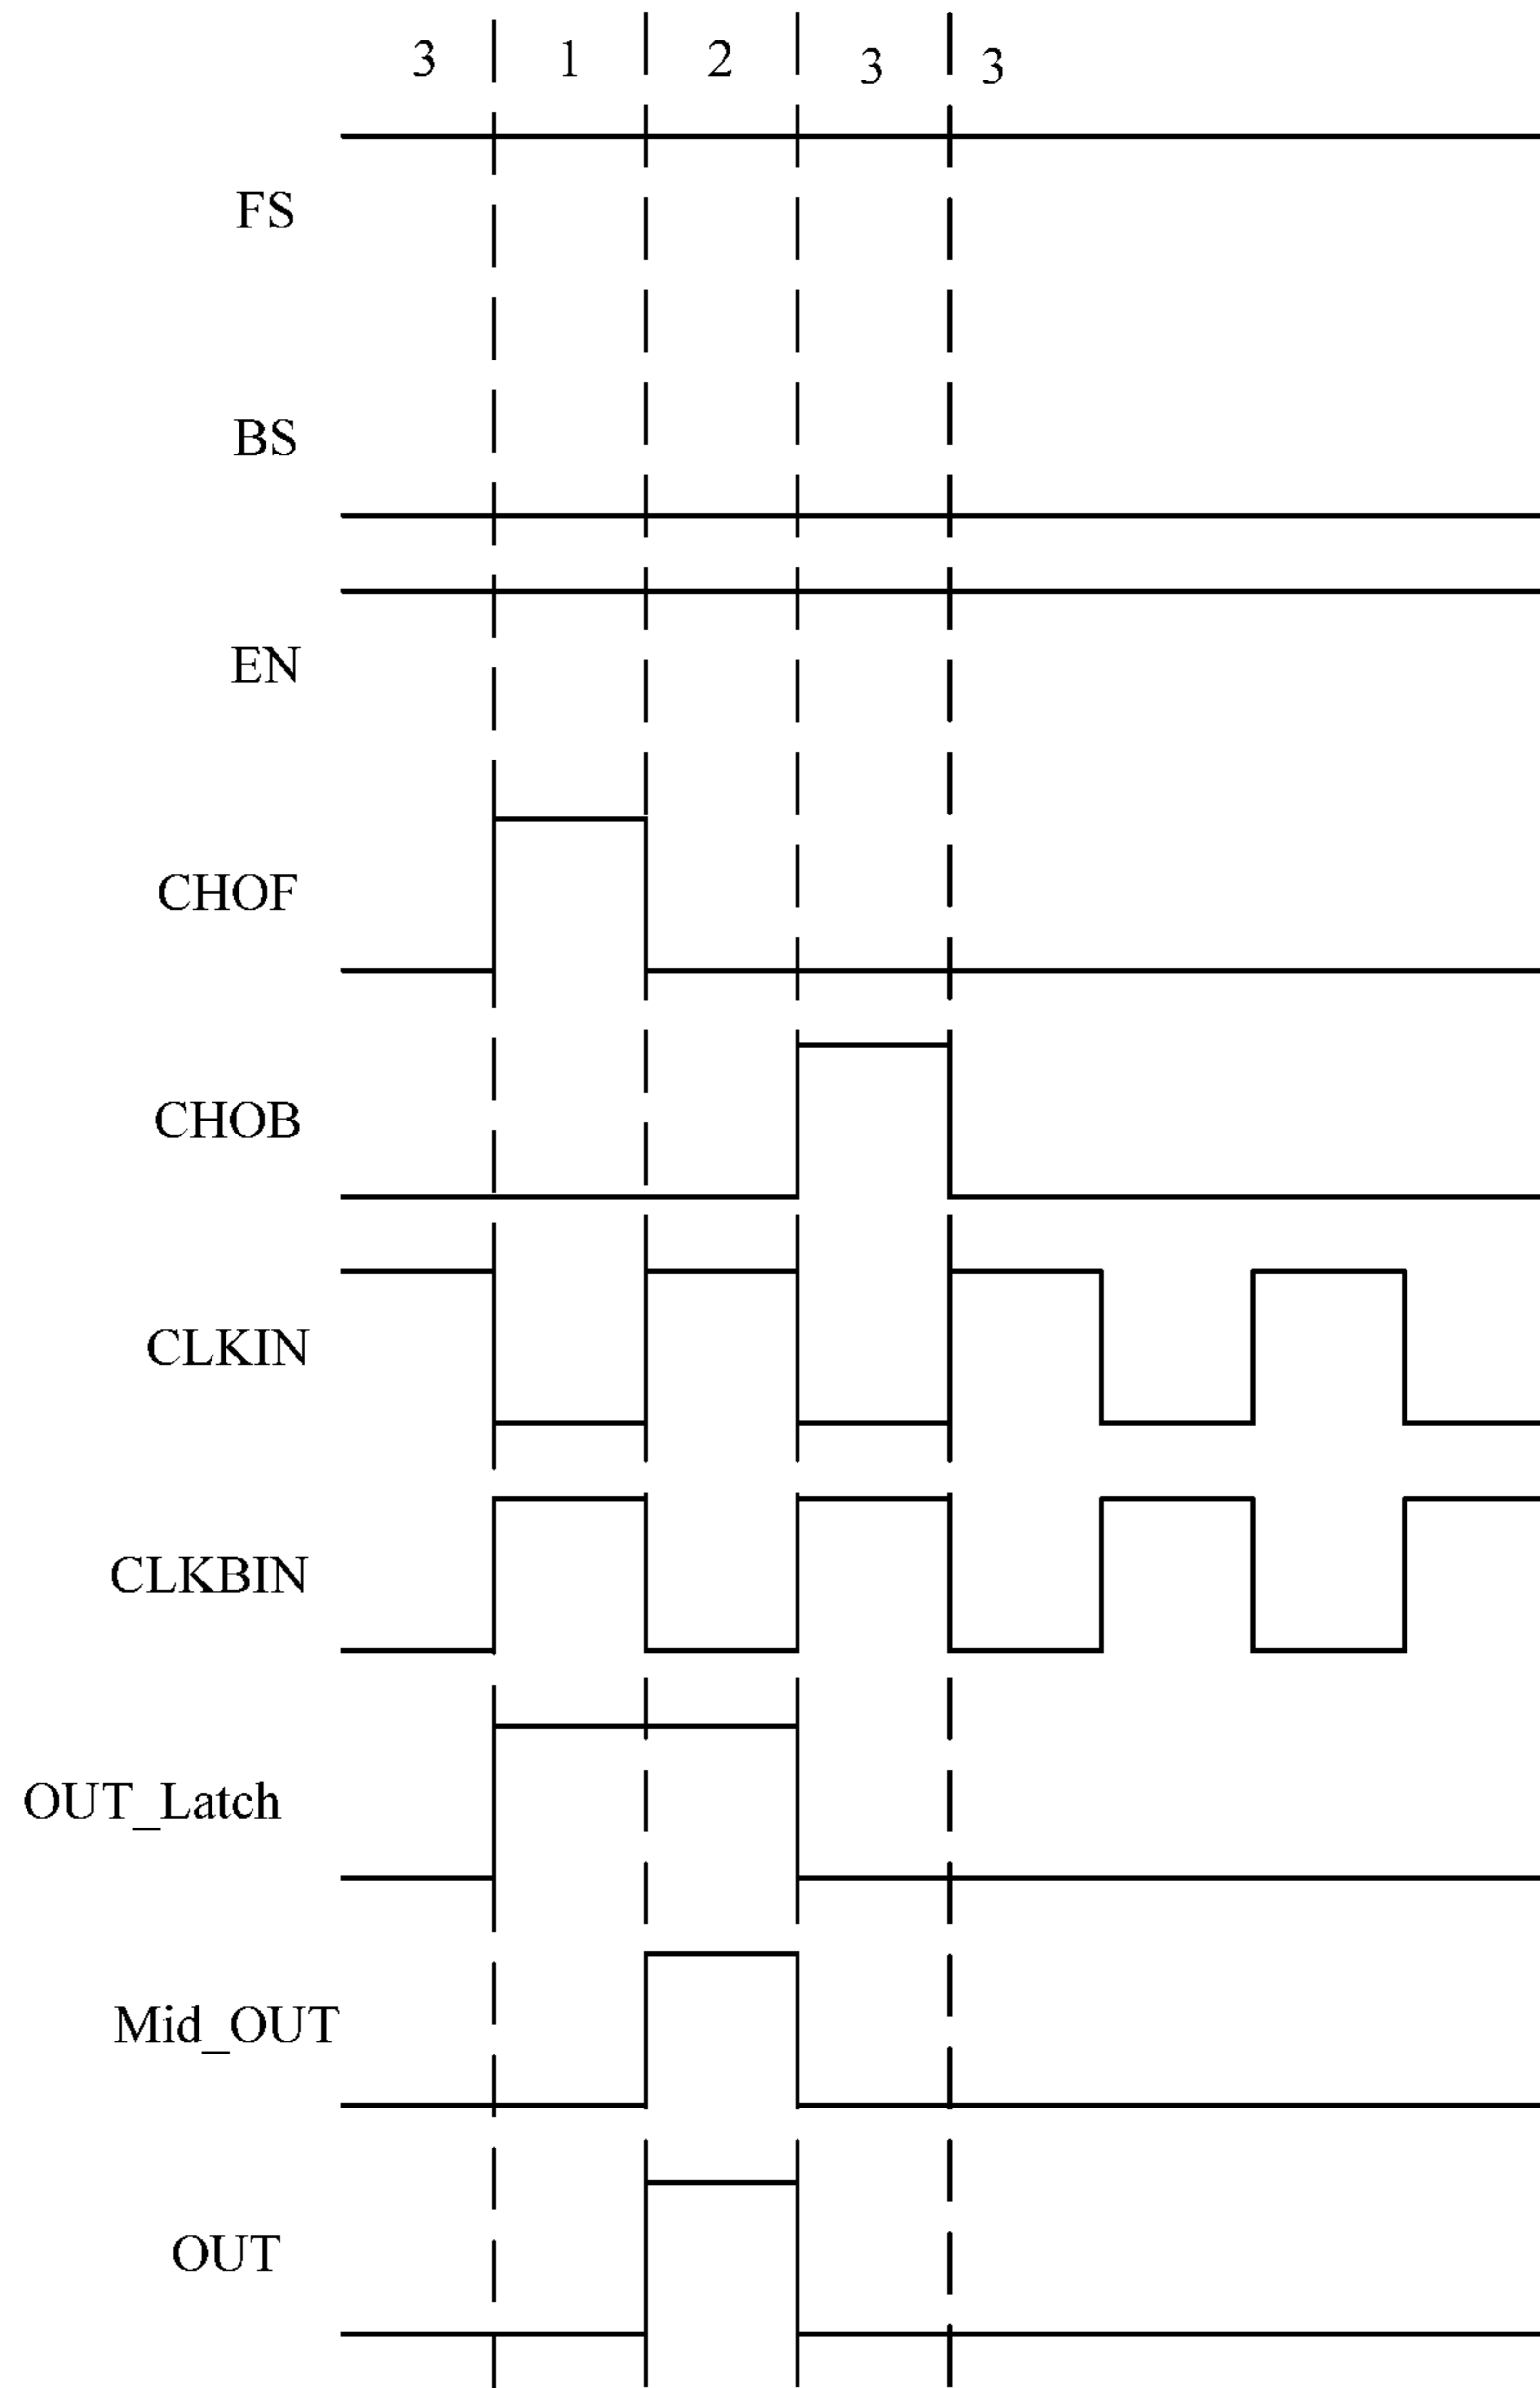 3 1 2 3 3
FS
BS
EN
CHOF
CHOB
CLKIN
CLKBIN
OUT_Latch
Mid_OUT
OUT